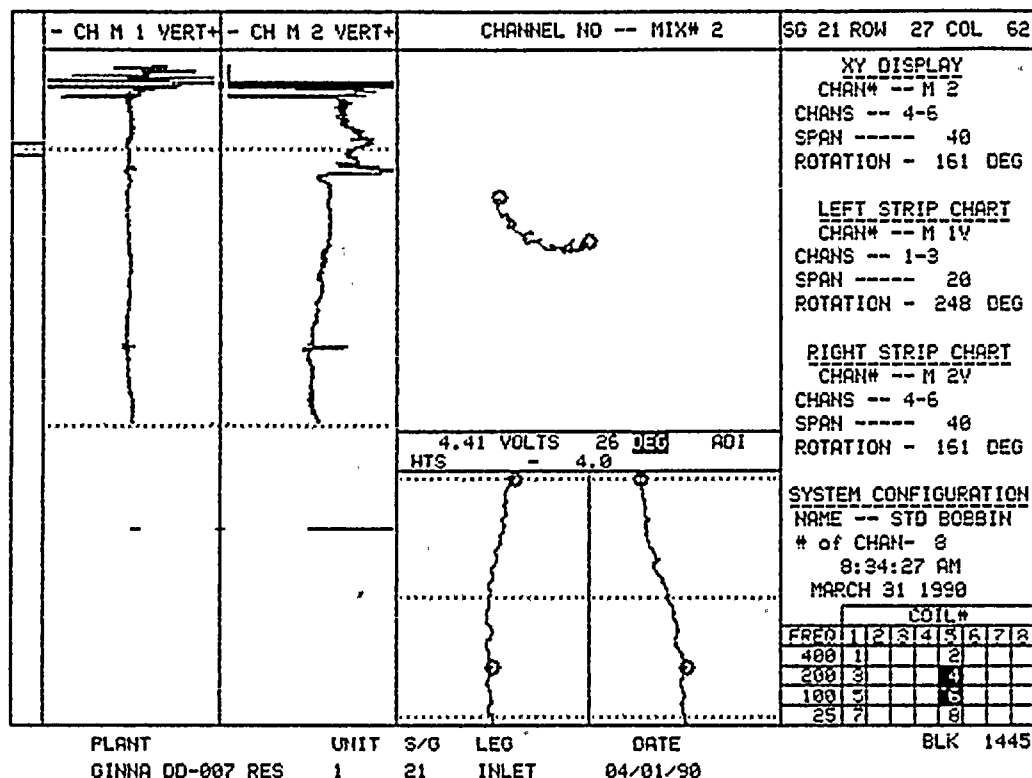 - CH M 1 VERT+
- CH M 2 VERT+
CHANNEL NO -- MIX# 2
SG 21 ROW 27 COL 62
XY DISPLAY
CHAN# -- M 2
CHANS -- 4-6
SPAN ----- 40
ROTATION - 161 DEG
LEFT STRIP CHART
CHAN# -- M 1V
CHANS -- 1-3
SPAN ----- 20
ROTATION - 248 DEG
RIGHT STRIP CHART
CHAN# -- M 2V
CHANS -- 4-6
SPAN ----- 40
ROTATION - 161 DEG
4.41 VOLTS 26 DEG ADI
HTS - 4.0
SYSTEM CONFIGURATION
NAME -- STD BOBBIN
# of CHAN- 8
8:34:27 AM
MARCH 31 1990
COIL#
FREQ 1 2 3 4 5 6 7 8
400 1 2
200 3 4
100 5 6
25 7 8
PLANT UNIT S/G LEG DATE BLK 1445
GINNA DD-007 RES 1 21 INLET 04/01/90